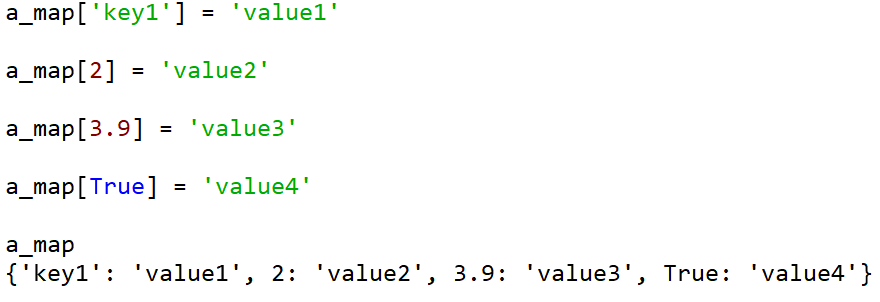 a_map['key1'] = 'value1'
a_map[2] = 'value2'
a_map[3.9] = 'value3'
a_map[True] = 'value4'
a_map
{'key1': 'value1', 2: 'value2', 3.9: 'value3', True: 'value4'}